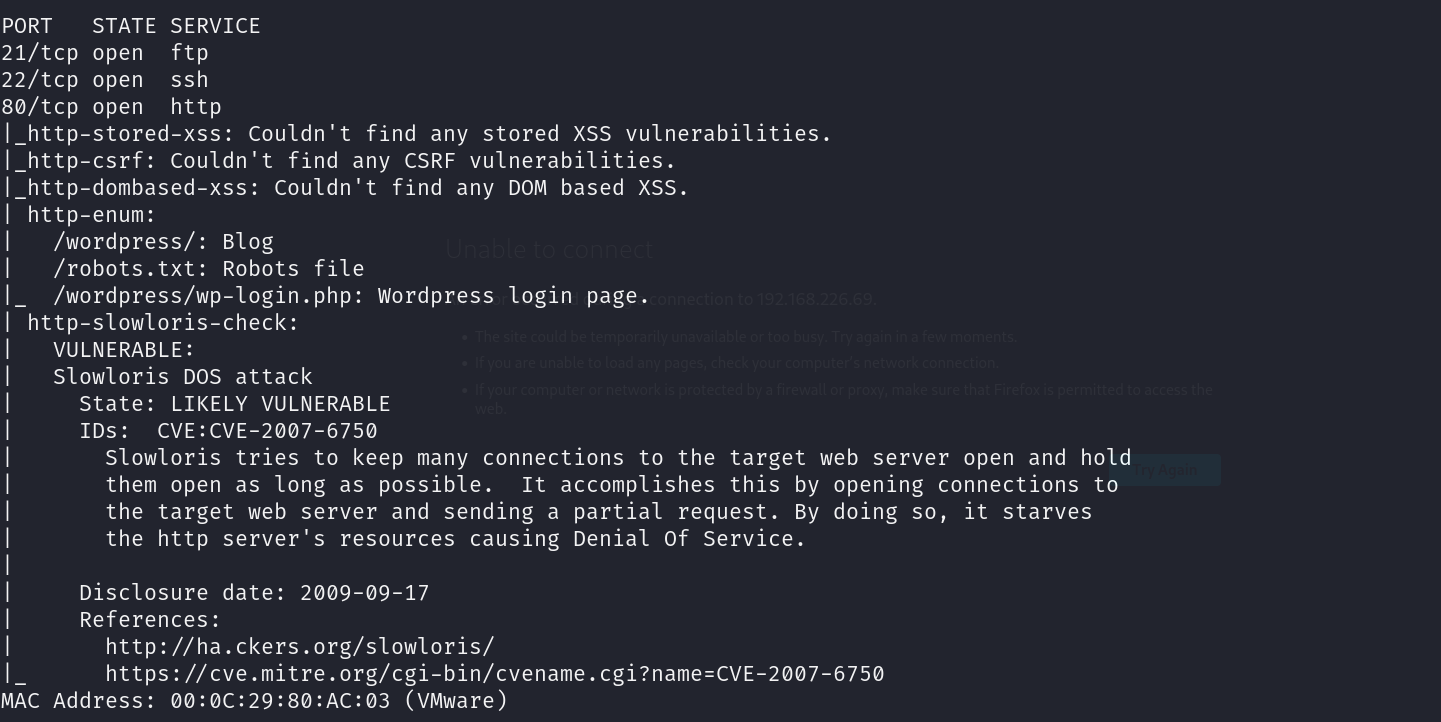 PORT   STATE SERVICE
21/tcp open  ftp
22/tcp open  ssh
80/tcp open  http
|_http-stored-xss: Couldn't find any stored XSS vulnerabilities.
|_http-csrf: Couldn't find any CSRF vulnerabilities.
|_http-dombased-xss: Couldn't find any DOM based XSS.
| http-enum:
|   /wordpress/: Blog
Unable to connect
|   /robots.txt: Robots file
|_  /wordpress/wp-login.php: Wordpress login page.
connection to 192.168.226.69.
| http-slowloris-check:
• The site could be temporarily unavailable or too busy. Try again in a few moments.
|   VULNERABLE:
• If you are unable to load any pages, check your computer's network connection.
|   Slowloris DOS attack
• If your computer or network is protected by a firewall or proxy, make sure that Firefox is permitted to access the
web.
|     State: LIKELY VULNERABLE
|     IDs:  CVE:CVE-2007-6750
|       Slowloris tries to keep many connections to the target web server open and hold
Try Again
|       them open as long as possible.  It accomplishes this by opening connections to
|       the target web server and sending a partial request. By doing so, it starves
|       the http server's resources causing Denial Of Service.
|
|     Disclosure date: 2009-09-17
|     References:
|       http://ha.ckers.org/slowloris/
|_      https://cve.mitre.org/cgi-bin/cvename.cgi?name=CVE-2007-6750
MAC Address: 00:0C:29:80:AC:03 (VMware)